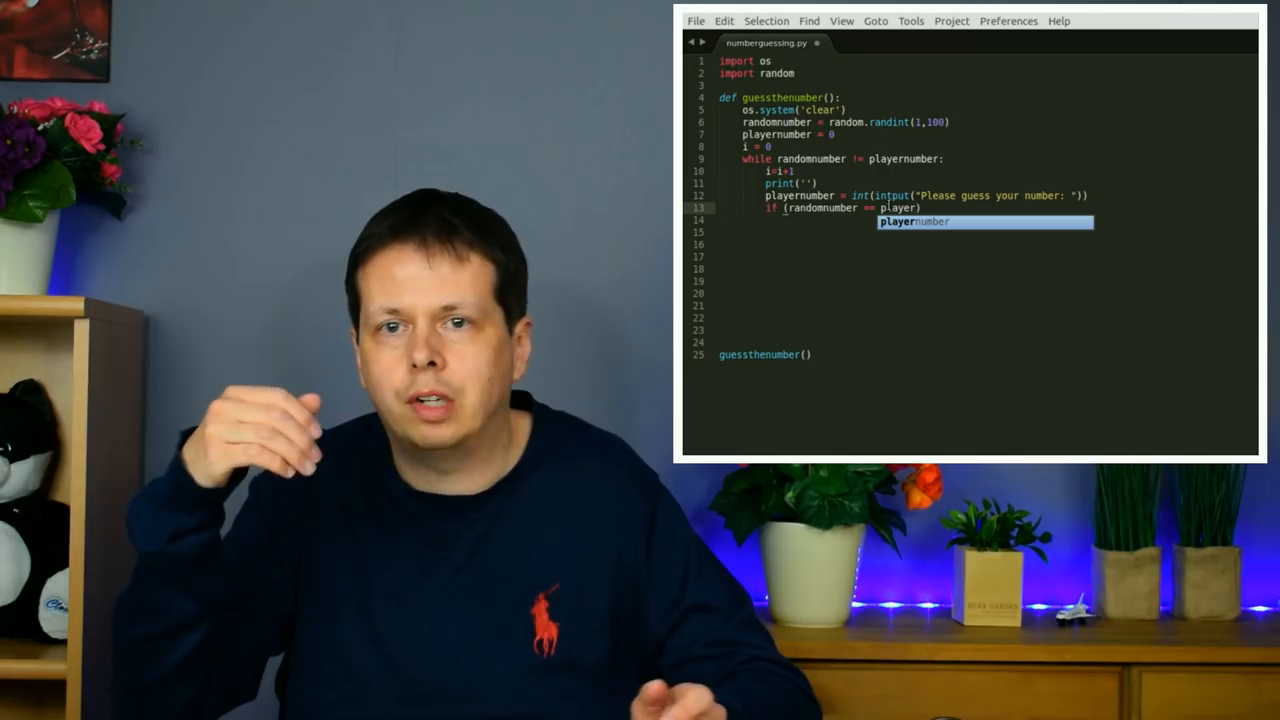 File Edit Selection Find View Goto Tools Project Preferences Help
numberguessing.py
1 import os
2 import random
3
4 def guessthenumber():
5 os.system('clear')
6 randomnumber = random.randint(1,100)
7 playernumber = 0
8 i = 0
9 while randomnumber != playernumber:
10 i=i+1
11 print('')
12 playernumber = int(intput("Please guess your number: "))
13 if (randomnumber == player)
playernumber
14
15
16
17
18
19
20
21
22
23
24
25 guessthenumber()
HERB GARDEN